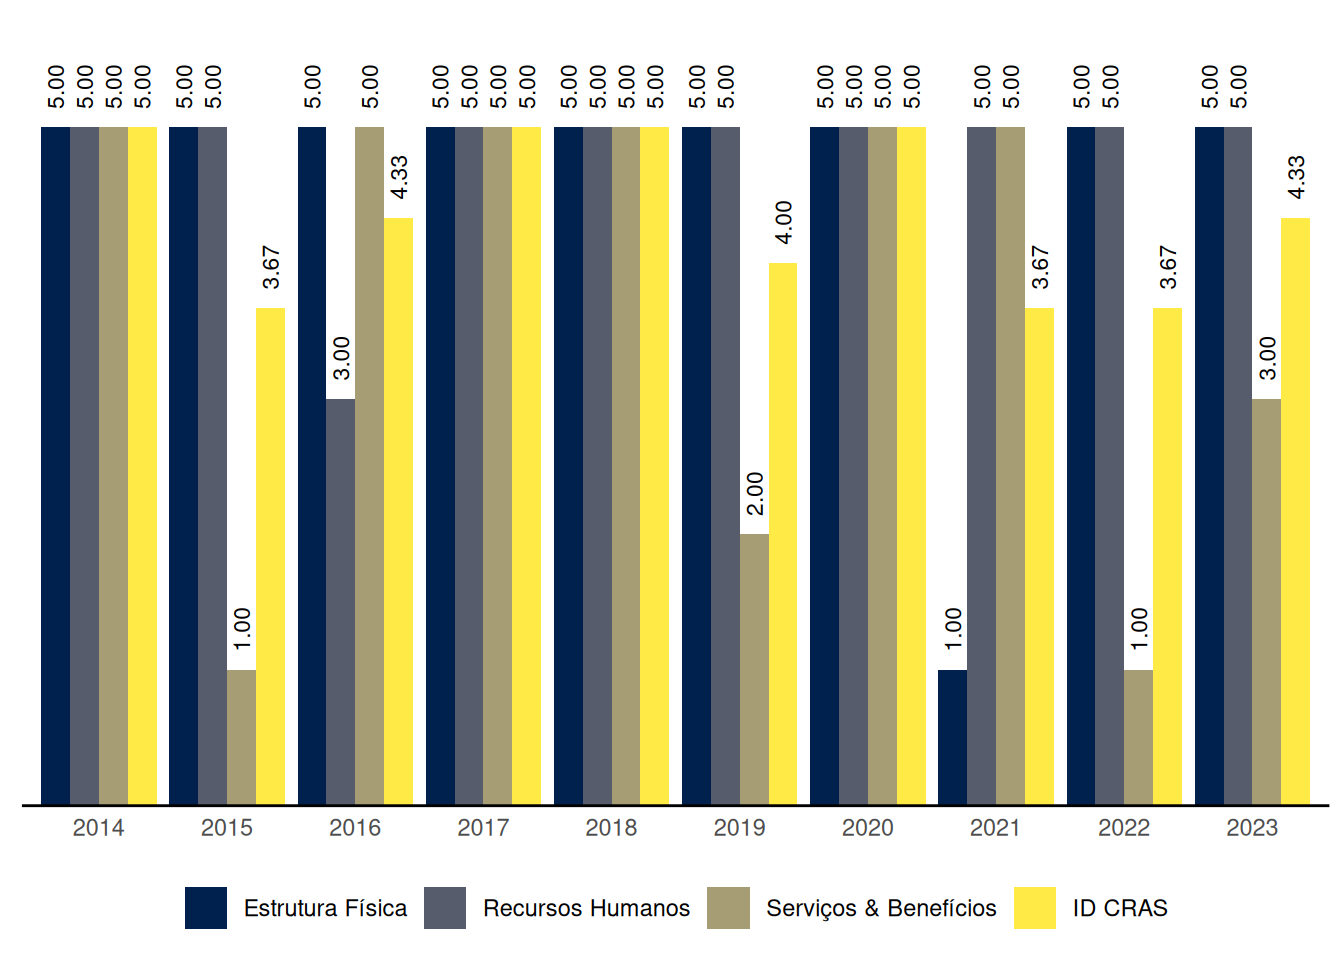 5.00 5.00 5.00 5.00 5.00 5.00 1.00 3.67 5.00 3.00 5.00 4.33 5.00 5.00 5.00 5.00 5.00 5.00 5.00 5.00 5.00 5.00 2.00 4.00 5.00 5.00 5.00 5.00 1.00 5.00 5.00 3.67 5.00 5.00 1.00 3.67 5.00 5.00 3.00 4.33
2014 2015 2016 2017 2018 2019 2020 2021 2022 2023
Estrutura Física Recursos Humanos Serviços & Benefícios ID CRAS